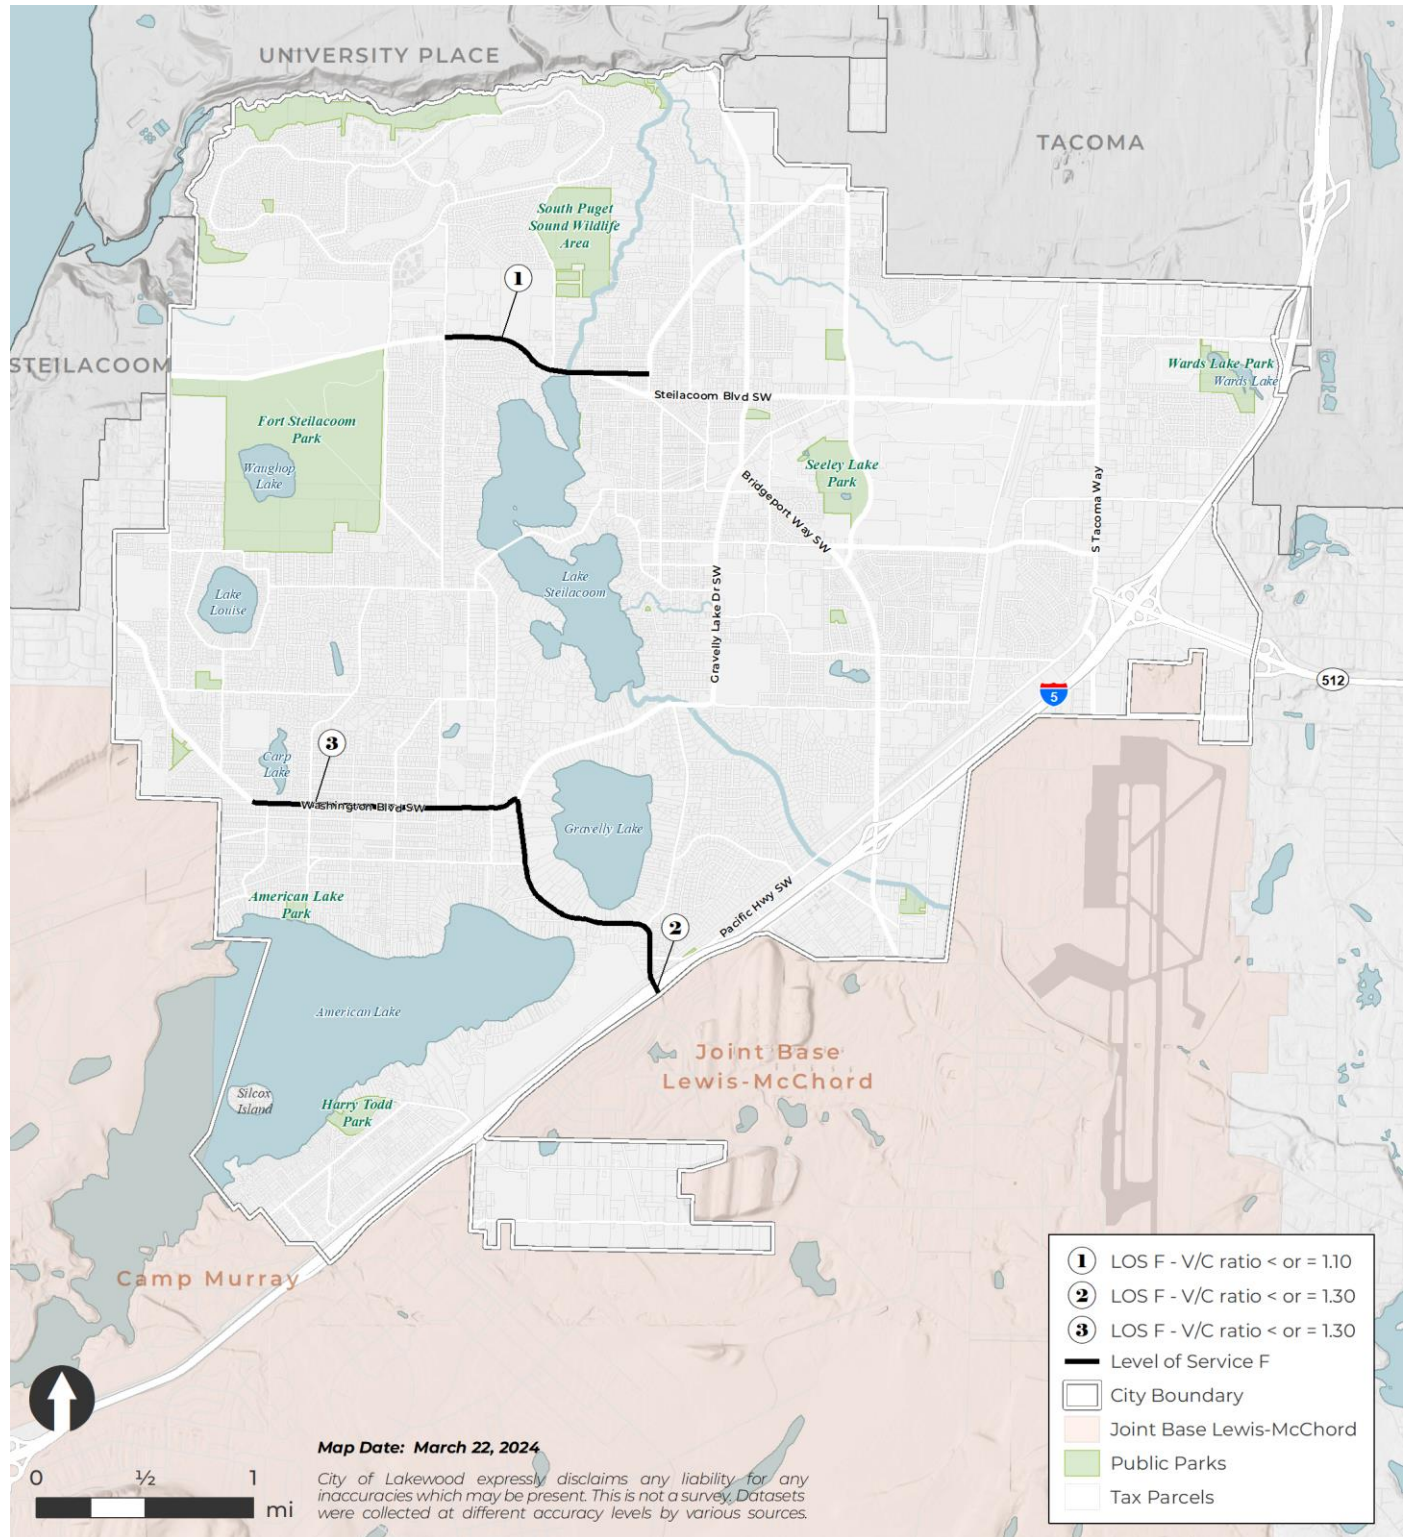 UNIVERSITY PLACE
TACOMA
South Puget
Sound Wildlife
Area
1
STEILACOOM
Wards Lake Park
Wards Lake
Steilacoom Blvd SW
Fort Steilacoom
Park
Waughop
Lake
Seeley Lake
Park
Bridgeport Way SW
S Tacoma Way
Lake
Steilacoom
Lake
Louise
Gravelly Lake Dr SW
512
5
3
Carp
Lake
Washington Blvd SW
Gravelly Lake
American Lake
Park
Pacific Hwy SW
2
American Lake
Joint Base
Lewis-McChord
Silcox
Island
Harry Todd
Park
Camp Murray
1 LOS F - V/C ratio < or = 1.10
2 LOS F - V/C ratio < or = 1.30
3 LOS F - V/C ratio < or = 1.30
Level of Service F
City Boundary
Joint Base Lewis-McChord
Public Parks
Tax Parcels
Map Date: March 22, 2024
0 ½ 1
mi
City of Lakewood expressly disclaims any liability for any
inaccuracies which may be present. This is not a survey. Datasets
were collected at different accuracy levels by various sources.